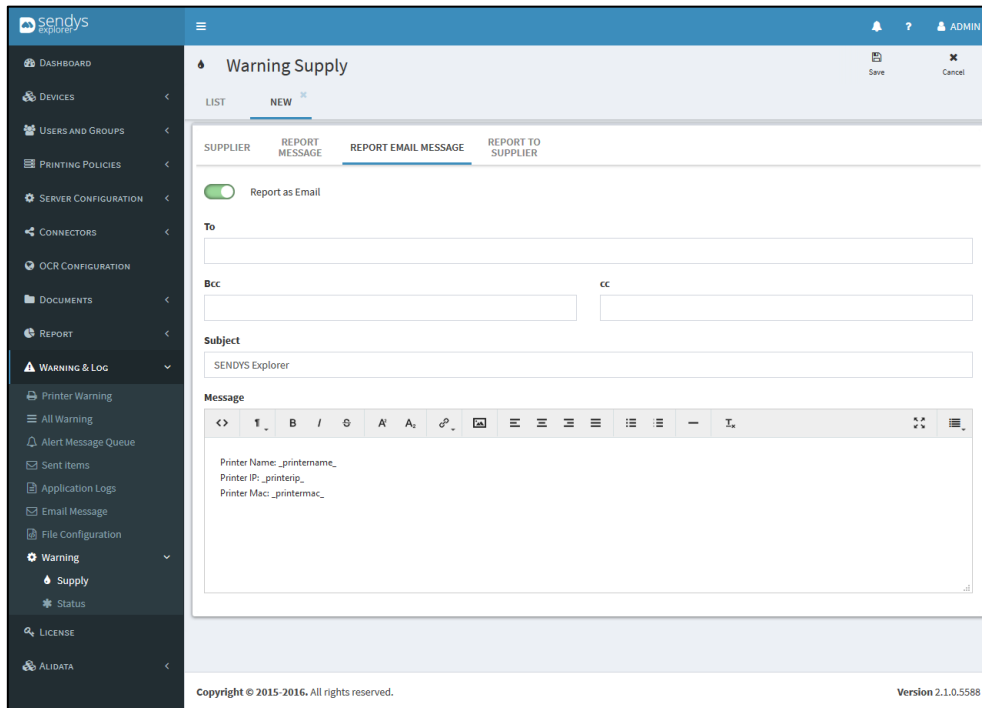 sendys
explorer
ADMIN
?
Warning Supply
Save
Cancel
LIST
NEW
SUPPLIER
REPORT
MESSAGE
REPORT EMAIL MESSAGE
REPORT TO
SUPPLIER
Report as Email
To
Bcc
cc
Subject
SENDYS Explorer
Message
Printer Name: _printername_
Printer IP: _printerip_
Printer Mac: _printermac_
DASHBOARD
DEVICES
USERS AND GROUPS
PRINTING POLICIES
SERVER CONFIGURATION
CONNECTORS
OCR CONFIGURATION
DOCUMENTS
REPORT
WARNING & LOG
Printer Warning
All Warning
Alert Message Queue
Sent items
Application Logs
Email Message
File Configuration
Warning
Supply
Status
LICENSE
ALIDATA
Copyright © 2015-2016. All rights reserved.
Version 2.1.0.5588